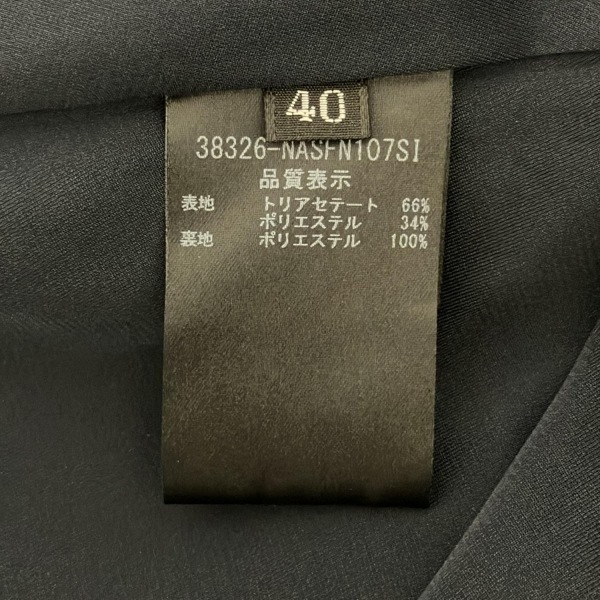 40
38326-NASFN107SI
品質表示
表地 トリアセテート 66%
ポリエステル 34%
裏地 ポリエステル 100%